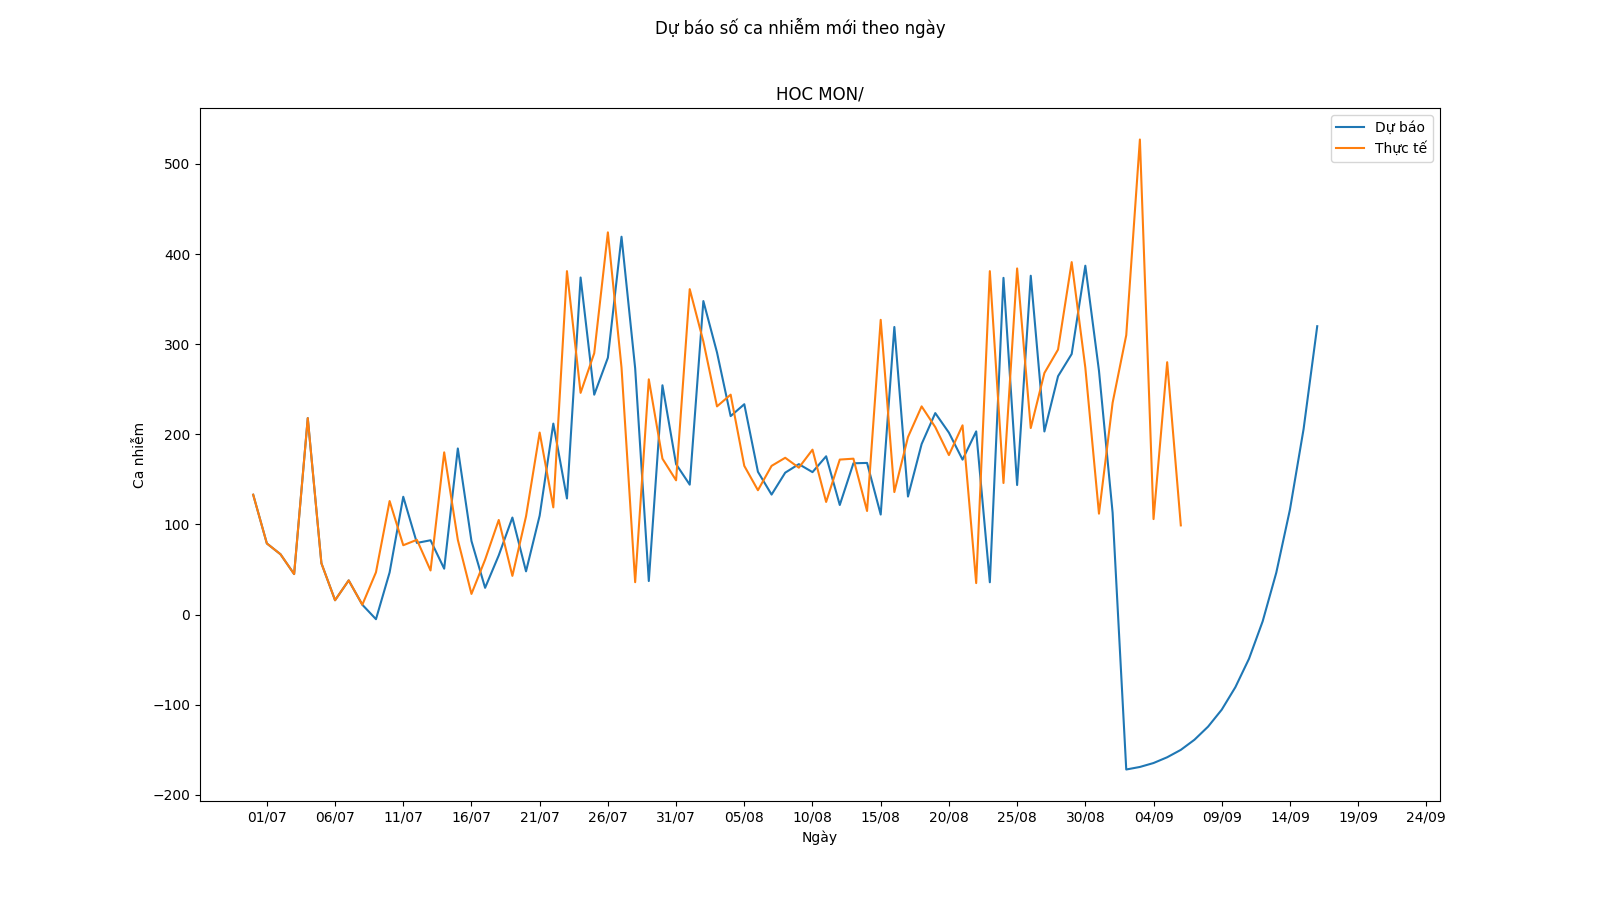 Dự báo số ca nhiễm mới theo ngày
HOC MON/
Dự báo
Thực tế
500
400
300
200
100
0
−100
−200
Ca nhiễm
01/07 06/07 11/07 16/07 21/07 26/07 31/07 05/08 10/08 15/08 20/08 25/08 30/08 04/09 09/09 14/09 19/09 24/09
Ngày